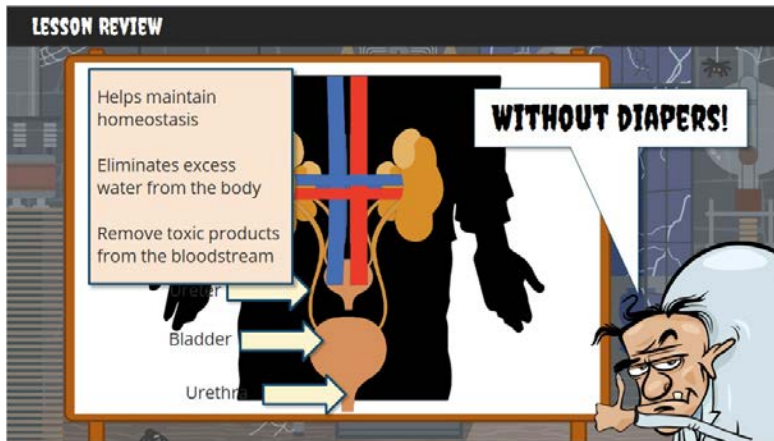 LESSON REVIEW
Helps maintain
homeostasis
Eliminates excess
water from the body
Remove toxic products
from the bloodstream
WITHOUT DIAPERS!
Ureter
Bladder
Urethra